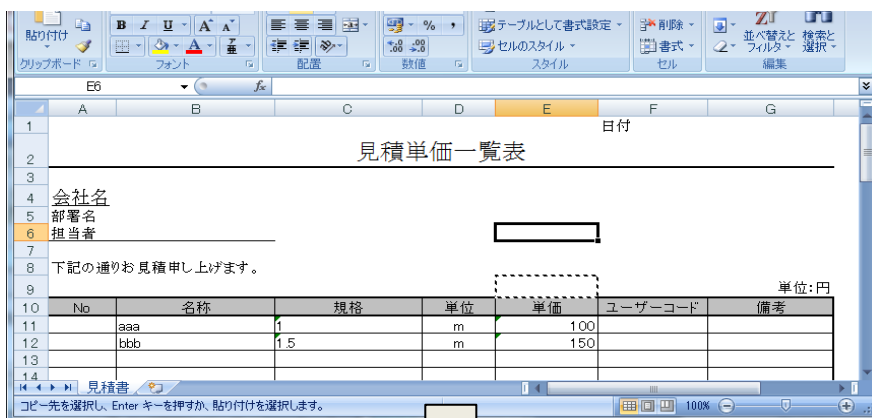 貼り付け
B I U A A
% ,
テーブルとして書式設定
セルのスタイル
削除
書式
並べ替えと フィルタ
検索と 選択
クリップボード フォント 配置 数値 スタイル セル 編集
E6 fx
A B C D E F G
1 日付
2 見積単価一覧表
3
4 会社名
5 部署名
6 担当者
7
8 下記の通りお見積申し上げます。
9 単位:円
10 No 名称 規格 単位 単価 ユーザーコード 備考
11 aaa 1 m 100
12 bbb 1.5 m 150
13
14
見積書
コピー先を選択し、Enter キーを押すか、貼り付けを選択します。 100%